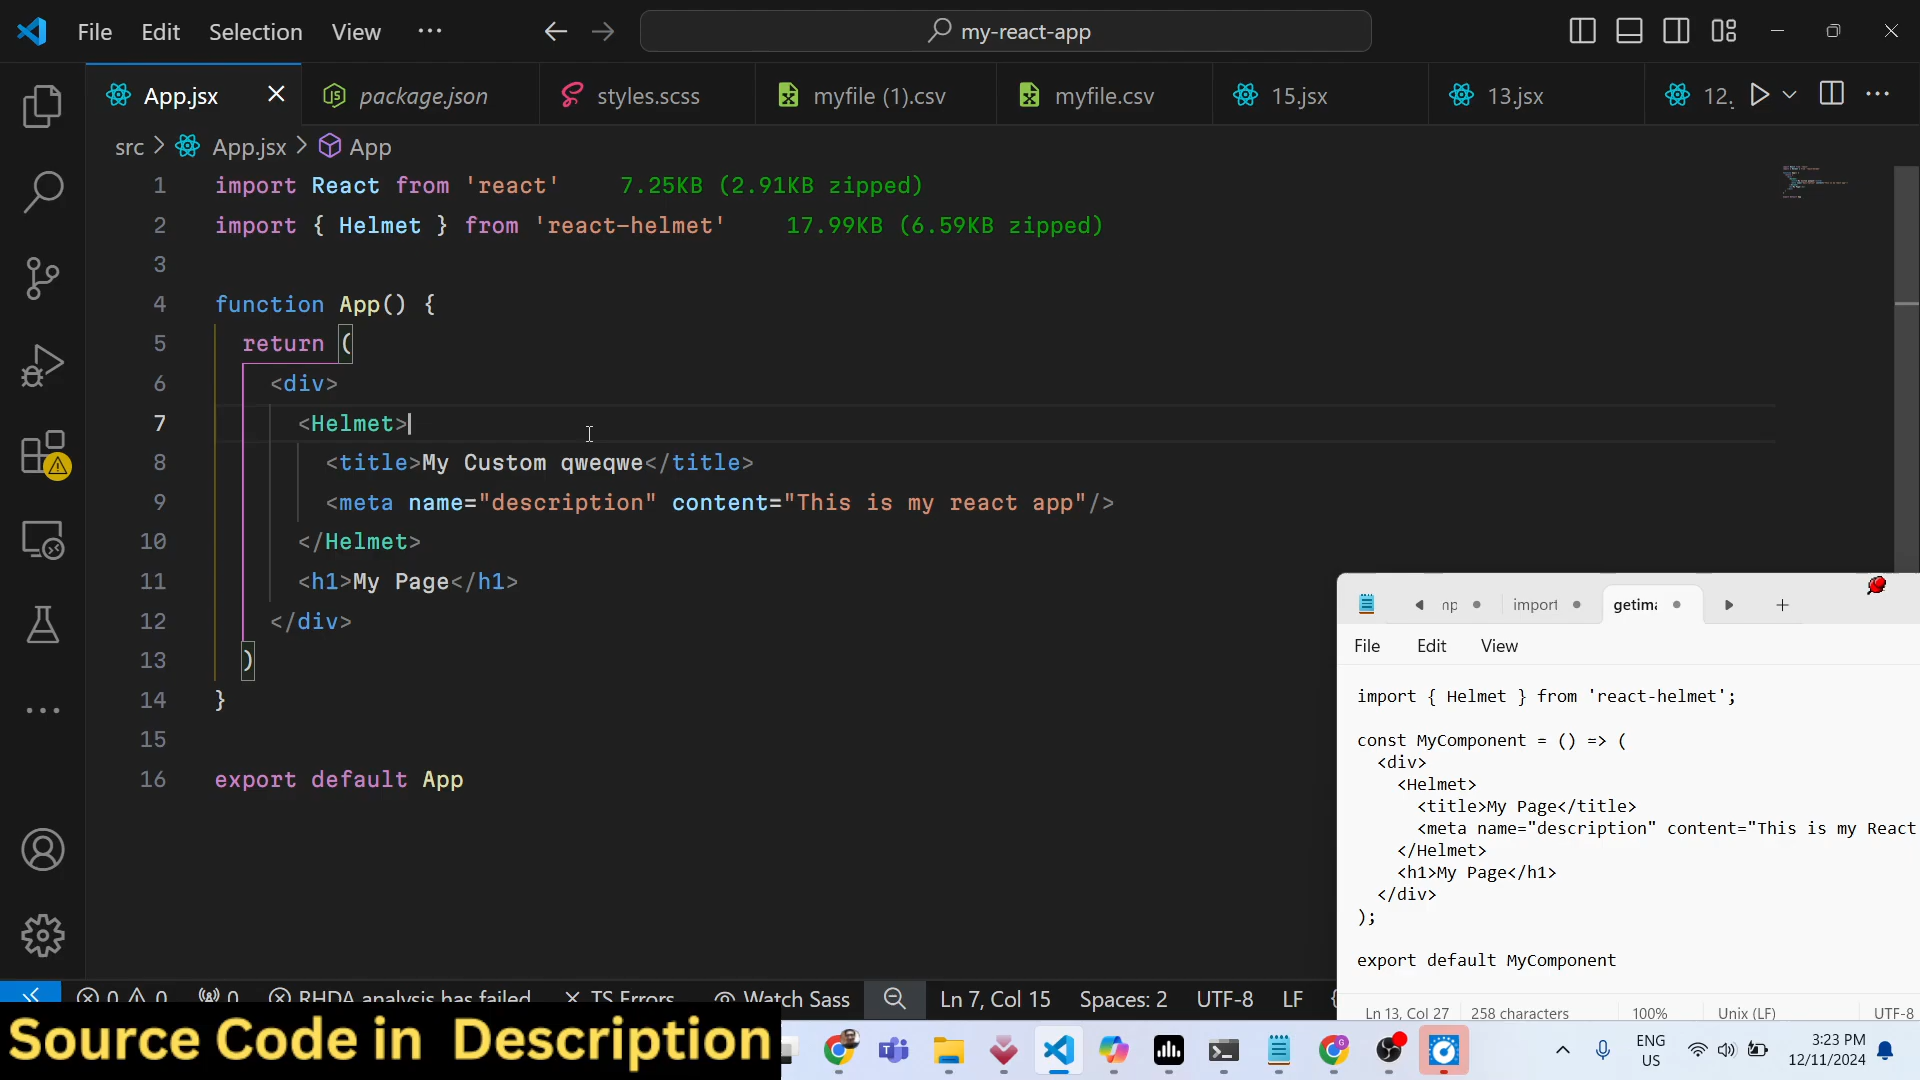 File Edit Selection View ...
my-react-app
App.jsx package.json styles.scss myfile (1).csv myfile.csv 15.jsx 13.jsx 12.
src > App.jsx > App
1 import React from 'react' 7.25KB (2.91KB zipped)
2 import { Helmet } from 'react-helmet' 17.99KB (6.59KB zipped)
3
4 function App() {
5 return (
6 <div>
7 <Helmet>
8 <title>My Custom qweqwe</title>
9 <meta name="description" content="This is my react app"/>
10 </Helmet>
11 <h1>My Page</h1>
12 </div>
13 )
14 }
15
16 export default App
np import getima
File Edit View
import { Helmet } from 'react-helmet';
const MyComponent = () => (
<div>
<Helmet>
<title>My Page</title>
<meta name="description" content="This is my React
</Helmet>
<h1>My Page</h1>
</div>
);
export default MyComponent
Ln 13, Col 27 258 characters 100% Unix (LF) UTF-8
0 0 0 RHDA analysis has failed TS Errors Watch Sass Ln 7, Col 15 Spaces: 2 UTF-8 LF {
Source Code in Description
ENG
US
3:23 PM
12/11/2024